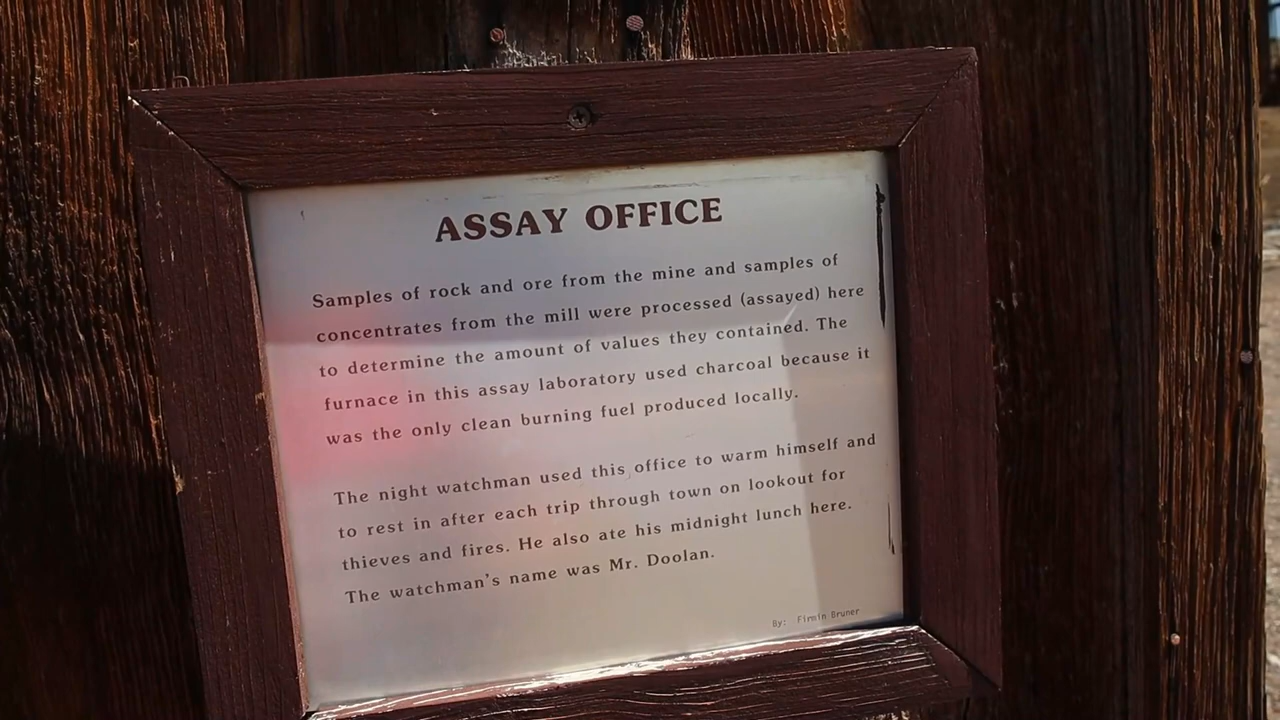 ASSAY OFFICE
Samples of rock and ore from the mine and samples of
concentrates from the mill were processed (assayed) here
to determine the amount of values they contained. The
furnace in this assay laboratory used charcoal because it
was the only clean burning fuel produced locally.
The night watchman used this office to warm himself and
to rest in after each trip through town on lookout for
thieves and fires. He also ate his midnight lunch here.
The watchman's name was Mr. Doolan.
By: Firmin Bruner